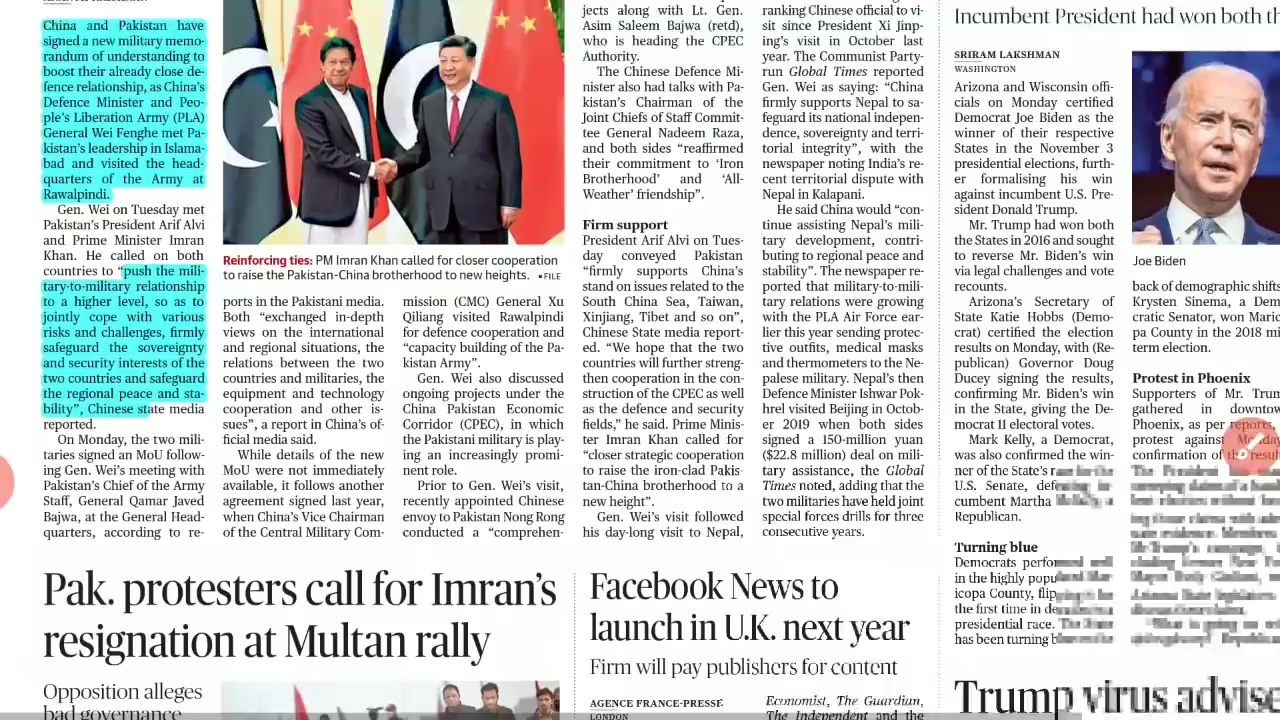 China and Pakistan have
signed a new military memo-
randum of understanding to
boost their already close de-
fence relationship, as China's
Defence Minister and Peo-
ple's Liberation Army (PLA)
General Wei Fenghe met Pa-
kistan's leadership in Islama-
bad and visited the head-
quarters of the Army at
Rawalpindi.
Gen. Wei on Tuesday met
Pakistan's President Arif Alvi
and Prime Minister Imran
Khan. He called on both
countries to “push the mili-
tary-to-military relationship
to a higher level, so as to
jointly cope with various
risks and challenges, firmly
safeguard the sovereignty
and security interests of the
two countries and safeguard
the regional peace and sta-
bility”, Chinese state media
reported.
On Monday, the two mili-
taries signed an MoU follow-
ing Gen. Wei's meeting with
Pakistan's Chief of the Army
Staff, General Qamar Javed
Bajwa, at the General Head-
quarters, according to re-
Reinforcing ties: PM Imran Khan called for closer cooperation
to raise the Pakistan-China brotherhood to new heights. ▪FILE
ports in the Pakistani media.
Both “exchanged in-depth
views on the international
and regional situations, the
relations between the two
countries and militaries, the
equipment and technology
cooperation and other is-
sues”, a report in China's of-
ficial media said.
While details of the new
MoU were not immediately
available, it follows another
agreement signed last year,
when China's Vice Chairman
of the Central Military Com-
mission (CMC) General Xu
Qiliang visited Rawalpindi
for defence cooperation and
“capacity building of the Pa-
kistan Army”.
Gen. Wei also discussed
ongoing projects under the
China Pakistan Economic
Corridor (CPEC), in which
the Pakistani military is play-
ing an increasingly promi-
nent role.
Prior to Gen. Wei's visit,
recently appointed Chinese
envoy to Pakistan Nong Rong
conducted a “comprehen-
jects along with Lt. Gen.
Asim Saleem Bajwa (retd),
who is heading the CPEC
Authority.
The Chinese Defence Mi-
nister also had talks with Pa-
kistan's Chairman of the
Joint Chiefs of Staff Commit-
tee General Nadeem Raza,
and both sides “reaffirmed
their commitment to ‘Iron
Brotherhood’ and ‘All-
Weather’ friendship”.
Firm support
President Arif Alvi on Tues-
day conveyed Pakistan
“firmly supports China's
stand on issues related to the
South China Sea, Taiwan,
Xinjiang, Tibet and so on”,
Chinese State media report-
ed. “We hope that the two
countries will further streng-
then cooperation in the con-
struction of the CPEC as well
as the defence and security
fields,” he said. Prime Minis-
ter Imran Khan called for
“closer strategic cooperation
to raise the iron-clad Pakis-
tan-China brotherhood to a
new height”.
Gen. Wei's visit followed
his day-long visit to Nepal,
ranking Chinese official to vi-
sit since President Xi Jinp-
ing's visit in October last
year. The Communist Party-
run Global Times reported
Gen. Wei as saying: “China
firmly supports Nepal to sa-
feguard its national indepen-
dence, sovereignty and terri-
torial integrity”, with the
newspaper noting India's re-
cent territorial dispute with
Nepal in Kalapani.
He said China would “con-
tinue assisting Nepal's mili-
tary development, contri-
buting to regional peace and
stability”. The newspaper re-
ported that military-to-mili-
tary relations were growing
with the PLA Air Force ear-
lier this year sending protec-
tive outfits, medical masks
and thermometers to the Ne-
palese military. Nepal's then
Defence Minister Ishwar Pok-
hrel visited Beijing in Octob-
er 2019 when both sides
signed a 150-million yuan
($22.8 million) deal on mili-
tary assistance, the Global
Times noted, adding that the
two militaries have held joint
special forces drills for three
consecutive years.
Incumbent President had won both th
SRIRAM LAKSHMAN
WASHINGTON
Arizona and Wisconsin offi-
cials on Monday certified
Democrat Joe Biden as the
winner of their respective
States in the November 3
presidential elections, furth-
er formalising his win
against incumbent U.S. Pre-
sident Donald Trump.
Mr. Trump had won both
the States in 2016 and sought
to reverse Mr. Biden's win
via legal challenges and vote
recounts.
Arizona's Secretary of
State Katie Hobbs (Demo-
crat) certified the election
results on Monday, with (Re-
publican) Governor Doug
Ducey signing the results,
confirming Mr. Biden's win
in the State, giving the De-
mocrat 11 electoral votes.
Mark Kelly, a Democrat,
was also confirmed the win-
ner of the State's
U.S. Senate,
cumbent Martha
Republican.
Turning blue
Democrats
in the highly
icopa County,
the first time in
presidential race.
has been turning
Joe Biden
back of demographic shifts
Krysten Sinema, a Dem
cratic Senator, won Maric
pa County in the 2018 mi
term election.
Protest in Phoenix
Supporters of Mr. Trum
gathered in downtow
Phoenix, as per reports,
protest against Monday
confirmation of the
Pak. protesters call for Imran's
resignation at Multan rally
Opposition alleges
bad governance
Facebook News to
launch in U.K. next year
Firm will pay publishers for content
AGENCE FRANCE-PRESSE
LONDON
Economist, The Guardian,
The Independent and the
Trump virus advise